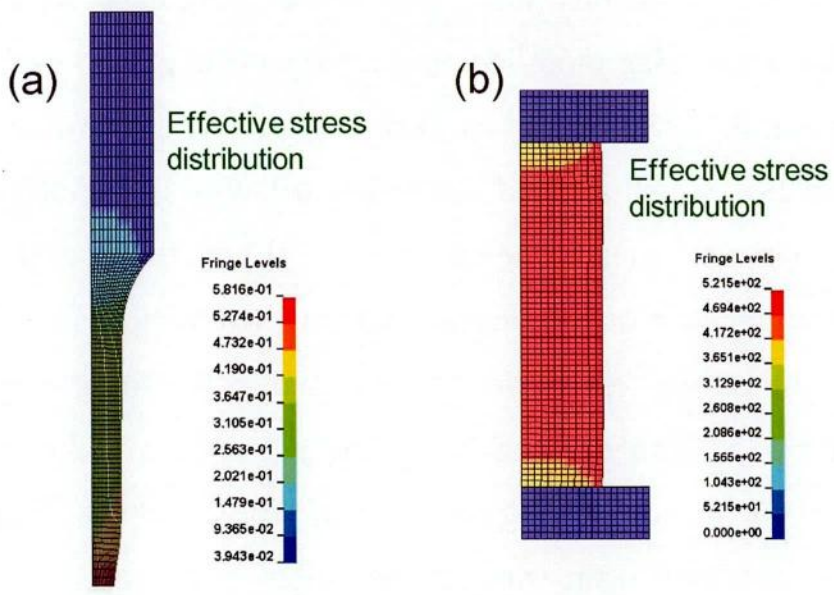 (a)
Effective stress
distribution
Fringe Levels
5.816e-01
5.274e-01
4.732e-01
4.190e-01
3.647e-01
3.105e-01
2.563e-01
2.021e-01
1.479e-01
9.365e-02
3.943e-02
(b)
Effective stress
distribution
Fringe Levels
5.215e+02
4.694e+02
4.172e+02
3.651e+02
3.129e+02
2.608e+02
2.086e+02
1.565e+02
1.043e+02
5.215e+01
0.000e+00